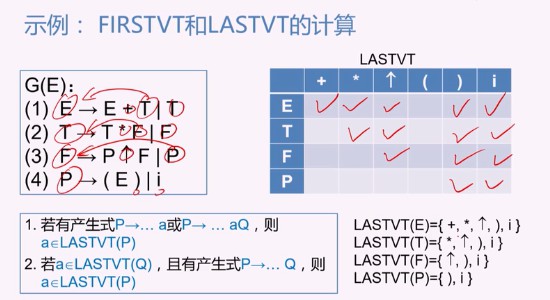 示例： FIRSTVT和LASTVT的计算
G(E)：
(1) E → E + T | T
(2) T → T * F | F
(3) F → P ↑ F | P
(4) P → ( E ) | i
LASTVT
+ * ↑ ( ) i
E ✓ ✓ ✓ ✓ ✓
T ✓ ✓ ✓ ✓
F ✓ ✓ ✓
P ✓ ✓
1. 若有产生式P→… a或P→ … aQ，则
a∈LASTVT(P)
2. 若a∈LASTVT(Q)，且有产生式P→… Q，则
a∈LASTVT(P)
LASTVT(E)={ +, *, ↑, ), i }
LASTVT(T)={ *, ↑, ), i }
LASTVT(F)={ ↑, ), i }
LASTVT(P)={ ), i }